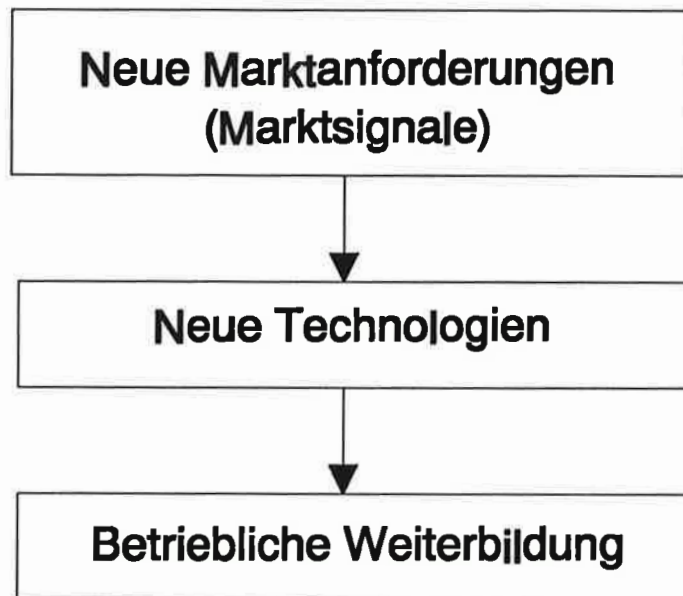 Neue Marktanforderungen
(Marktsignale)
Neue Technologien
Betriebliche Weiterbildung